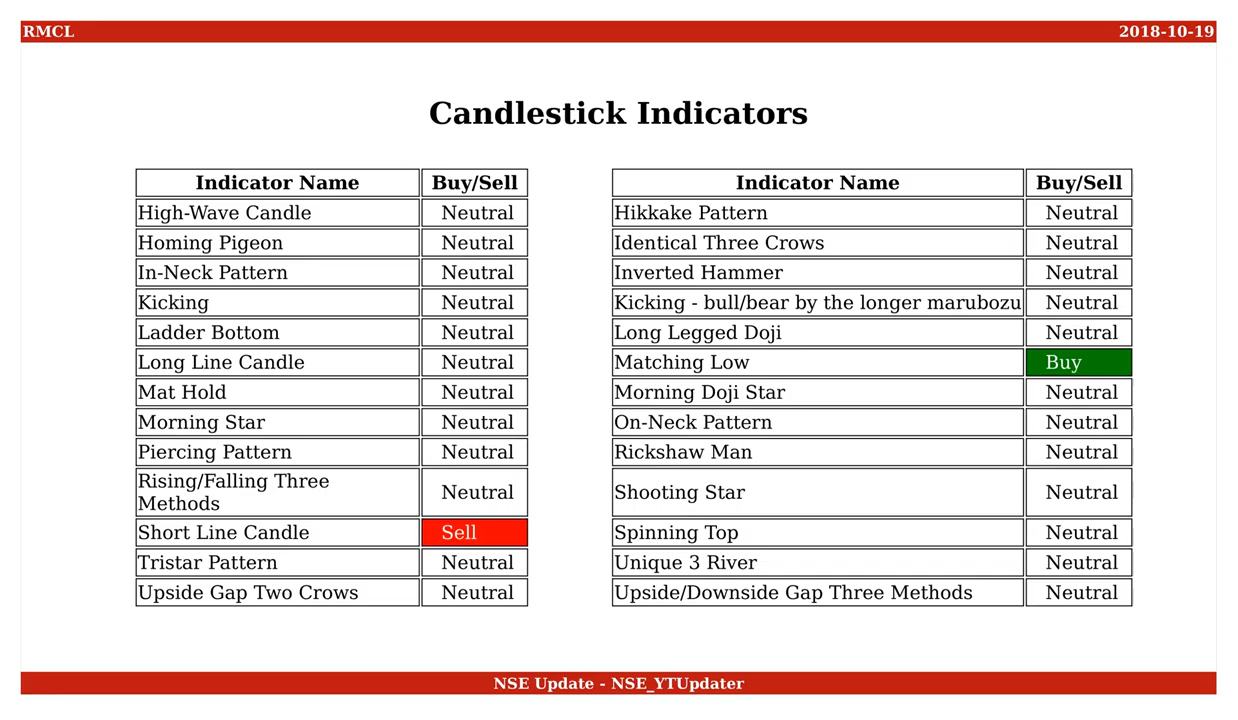 RMCL 2018-10-19
Candlestick Indicators
Indicator Name Buy/Sell
High-Wave Candle Neutral
Homing Pigeon Neutral
In-Neck Pattern Neutral
Kicking Neutral
Ladder Bottom Neutral
Long Line Candle Neutral
Mat Hold Neutral
Morning Star Neutral
Piercing Pattern Neutral
Rising/Falling Three
Methods Neutral
Short Line Candle Sell
Tristar Pattern Neutral
Upside Gap Two Crows Neutral
Indicator Name Buy/Sell
Hikkake Pattern Neutral
Identical Three Crows Neutral
Inverted Hammer Neutral
Kicking - bull/bear by the longer marubozu Neutral
Long Legged Doji Neutral
Matching Low Buy
Morning Doji Star Neutral
On-Neck Pattern Neutral
Rickshaw Man Neutral
Shooting Star Neutral
Spinning Top Neutral
Unique 3 River Neutral
Upside/Downside Gap Three Methods Neutral
NSE Update - NSE_YTUpdater